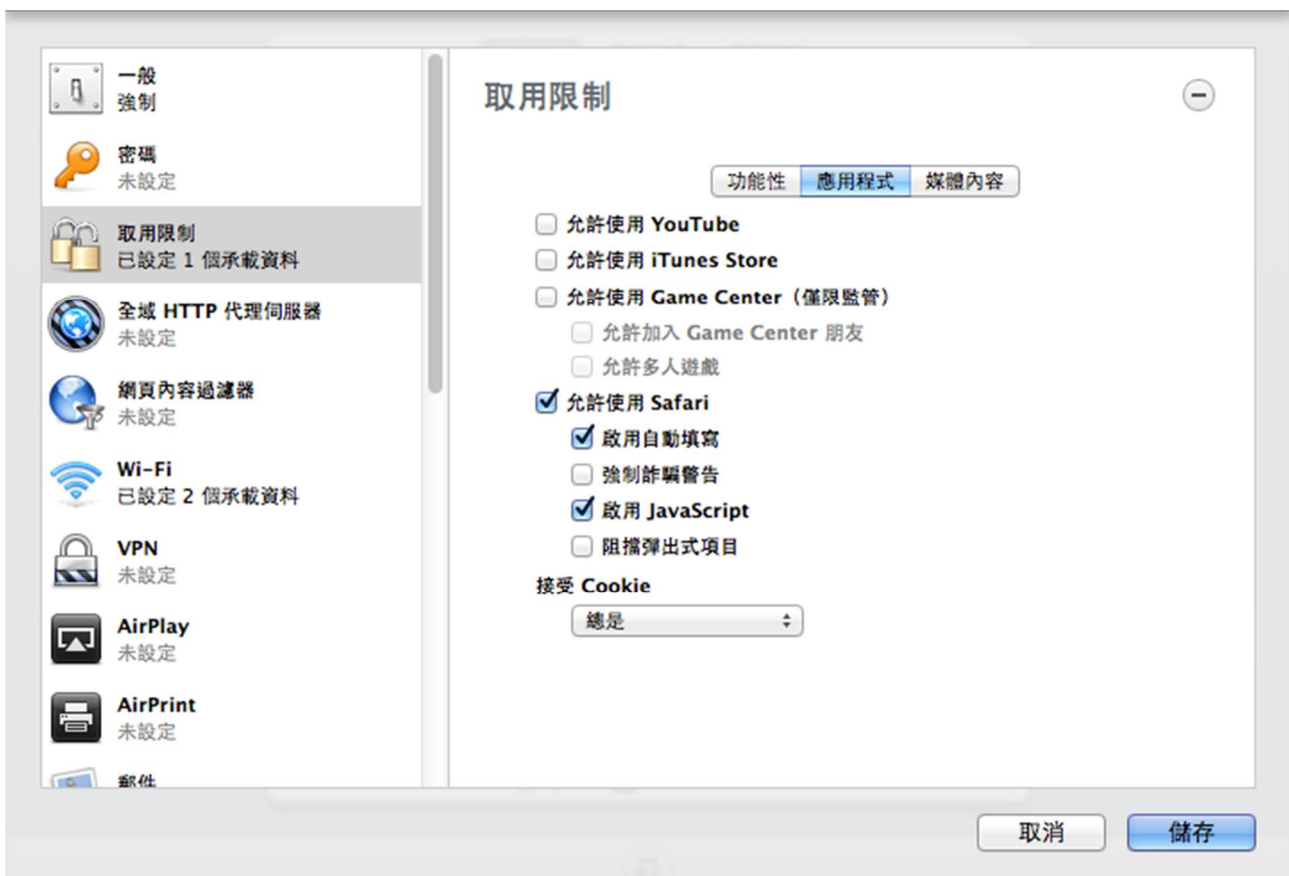 一般
強制
密碼
未設定
取用限制
已設定 1 個承載資料
全域 HTTP 代理伺服器
未設定
網頁內容過濾器
未設定
Wi-Fi
已設定 2 個承載資料
VPN
未設定
AirPlay
未設定
AirPrint
未設定
郵件
取用限制
功能性 應用程式 媒體內容
允許使用 YouTube
允許使用 iTunes Store
允許使用 Game Center（僅限監管）
允許加入 Game Center 朋友
允許多人遊戲
允許使用 Safari
啟用自動填寫
強制詐騙警告
啟用 JavaScript
阻擋彈出式項目
接受 Cookie
總是
取消 儲存